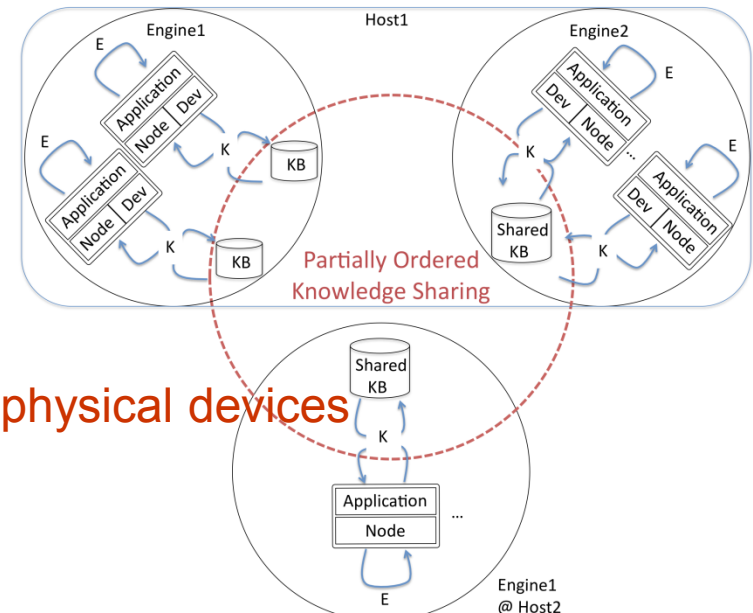 Host1
Engine1
E
Application
Node Dev
K
KB
E
Application
Node Dev
K
KB
Engine2
Application
E
Dev Node
...
K
Shared
KB
Application
E
Dev Node
K
Partially Ordered
Knowledge Sharing
physical devices
Shared
KB
K
Application
Node
...
E
Engine1
@ Host2